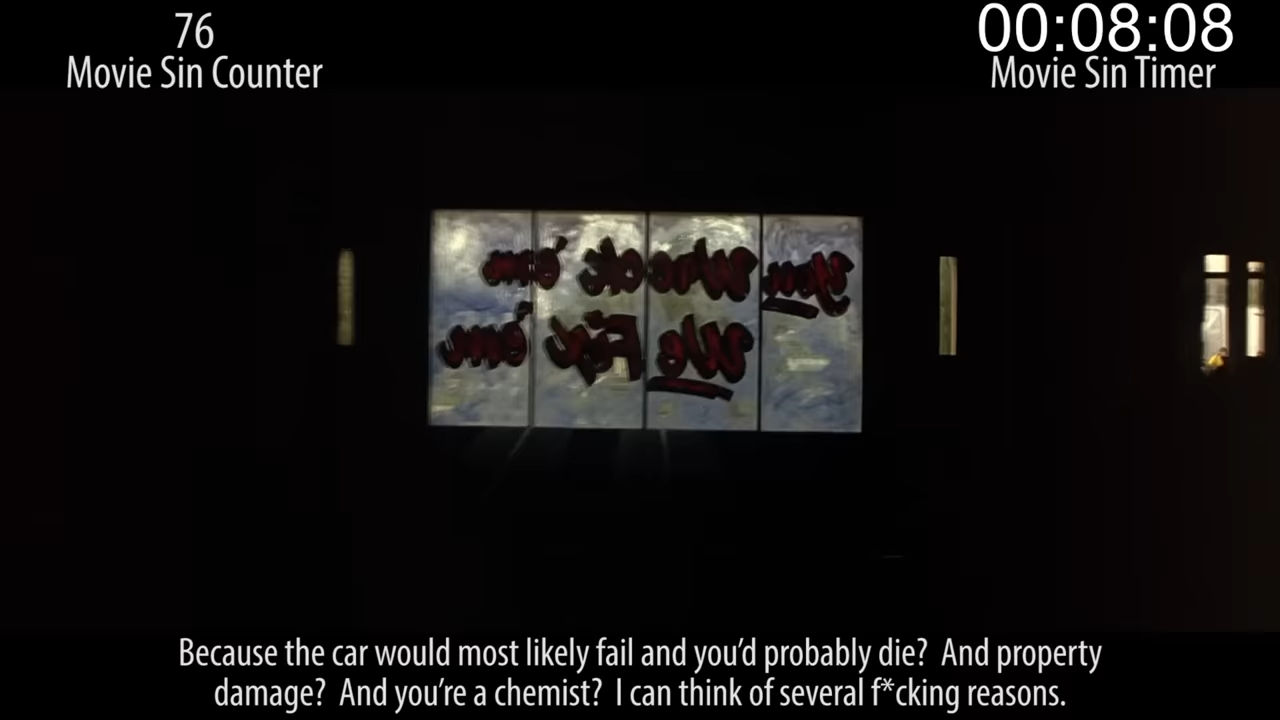 76
Movie Sin Counter
00:08:08
Movie Sin Timer
You Wreck 'em
We Fix 'em
Because the car would most likely fail and you'd probably die? And property
damage? And you're a chemist? I can think of several f*cking reasons.